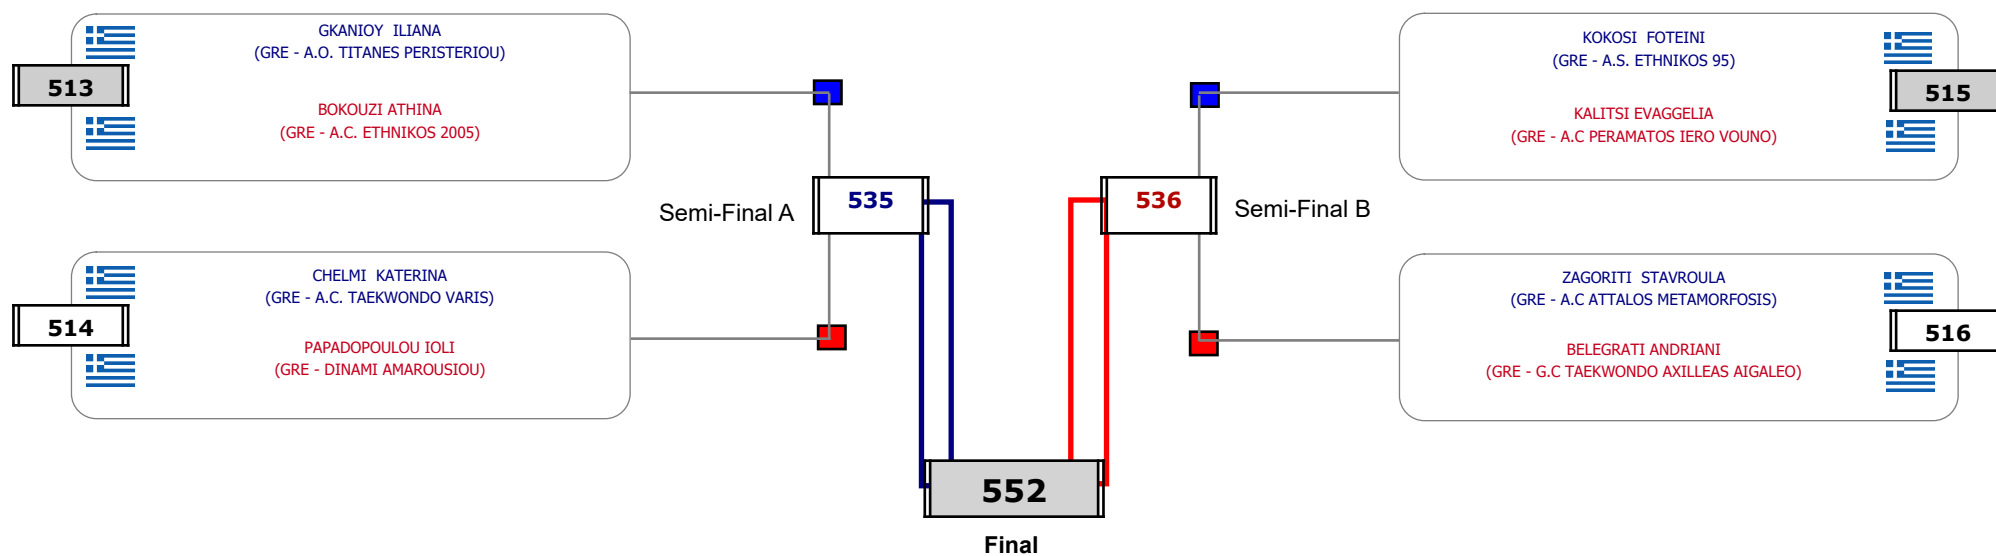 GKANIOY  ILIANA
(GRE - A.O. TITANES PERISTERIOU)
513
BOKOUZI ATHINA
(GRE - A.C. ETHNIKOS 2005)
CHELMI  KATERINA
(GRE - A.C. TAEKWONDO VARIS)
514
PAPADOPOULOU IOLI
(GRE - DINAMI AMAROUSIOU)
Semi-Final A
535
536
Semi-Final B
KOKOSI  FOTEINI
(GRE - A.S. ETHNIKOS 95)
515
KALITSI EVAGGELIA
(GRE - A.C PERAMATOS IERO VOUNO)
ZAGORITI  STAVROULA
(GRE - A.C ATTALOS METAMORFOSIS)
516
BELEGRATI ANDRIANI
(GRE - G.C TAEKWONDO AXILLEAS AIGALEO)
552
Final